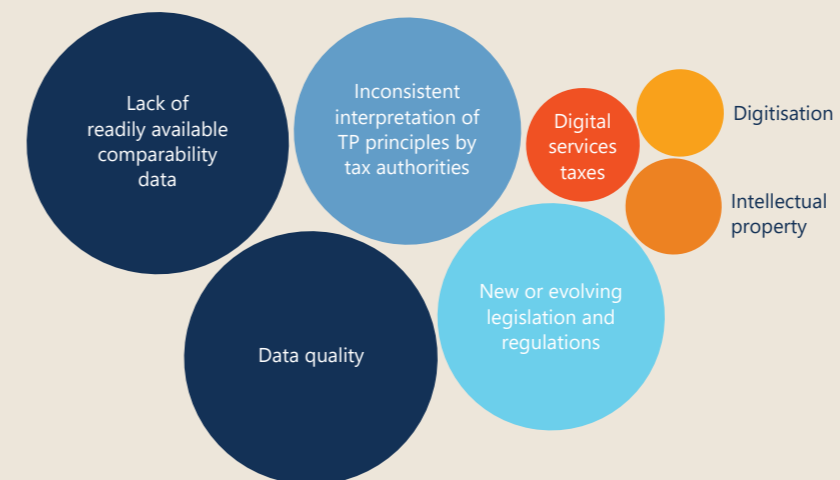 Lack of
readily available
comparability
data
Inconsistent
interpretation of
TP principles by
tax authorities
Digital
services
taxes
Digitisation
Intellectual
property
New or evolving
legislation and
regulations
Data quality